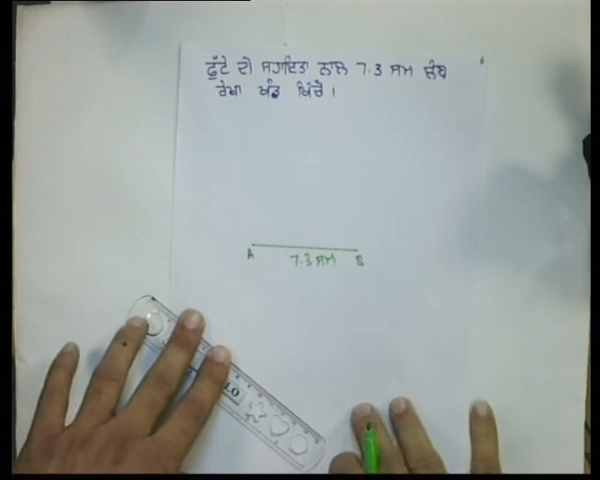 ਫੁੱਟੇ ਦੀ ਸਹਾਇਤਾ ਨਾਲ 7.3 ਸਮ ਲੰਬਾ
ਰੇਖਾ ਖੰਡ ਖਿੱਚੋ ।
A 7.3 ਸਮ B